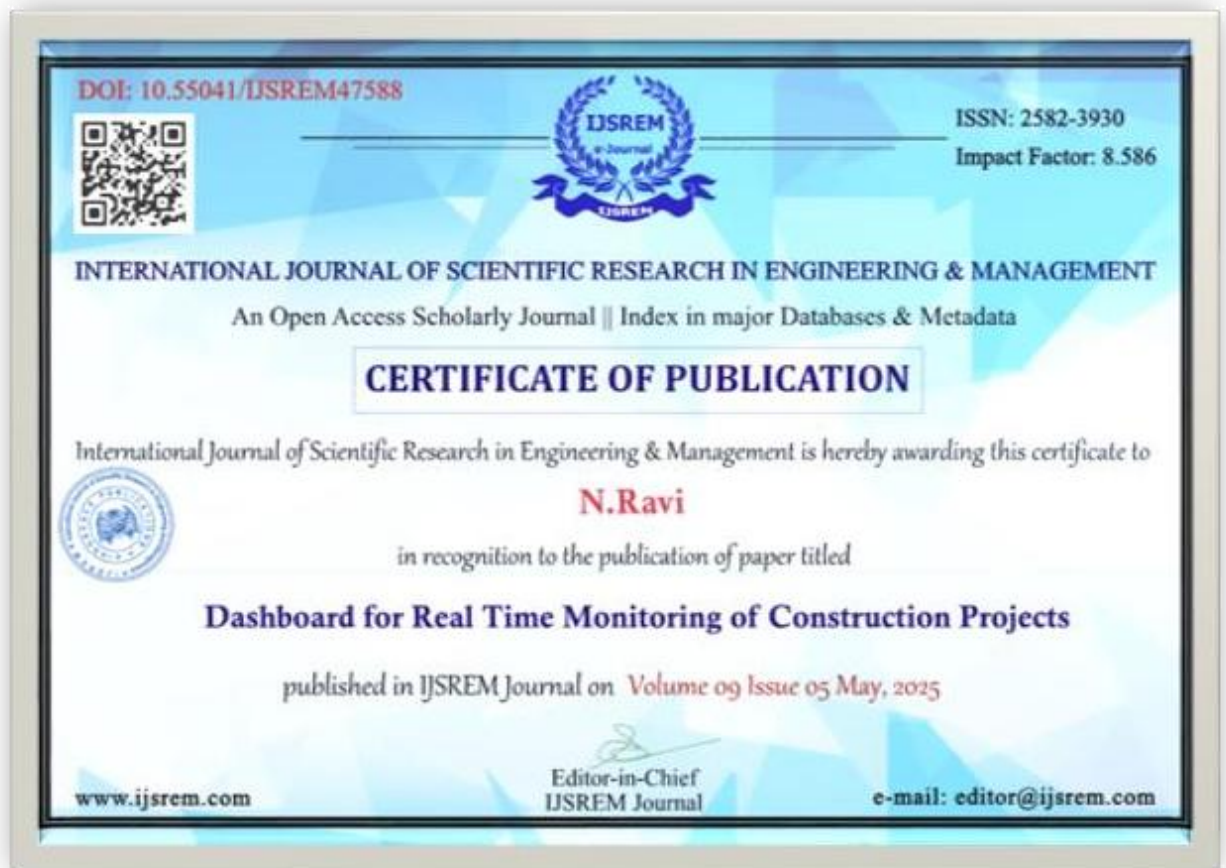 DOI: 10.55041/IJSREM47588
IJSREM
e-Journal
IJSREM
ISSN: 2582-3930
Impact Factor: 8.586
INTERNATIONAL JOURNAL OF SCIENTIFIC RESEARCH IN ENGINEERING & MANAGEMENT
An Open Access Scholarly Journal || Index in major Databases & Metadata
CERTIFICATE OF PUBLICATION
International Journal of Scientific Research in Engineering & Management is hereby awarding this certificate to
N.Ravi
in recognition to the publication of paper titled
Dashboard for Real Time Monitoring of Construction Projects
published in IJSREM Journal on Volume 09 Issue 05 May, 2025
Editor-in-Chief
IJSREM Journal
www.ijsrem.com
e-mail: editor@ijsrem.com